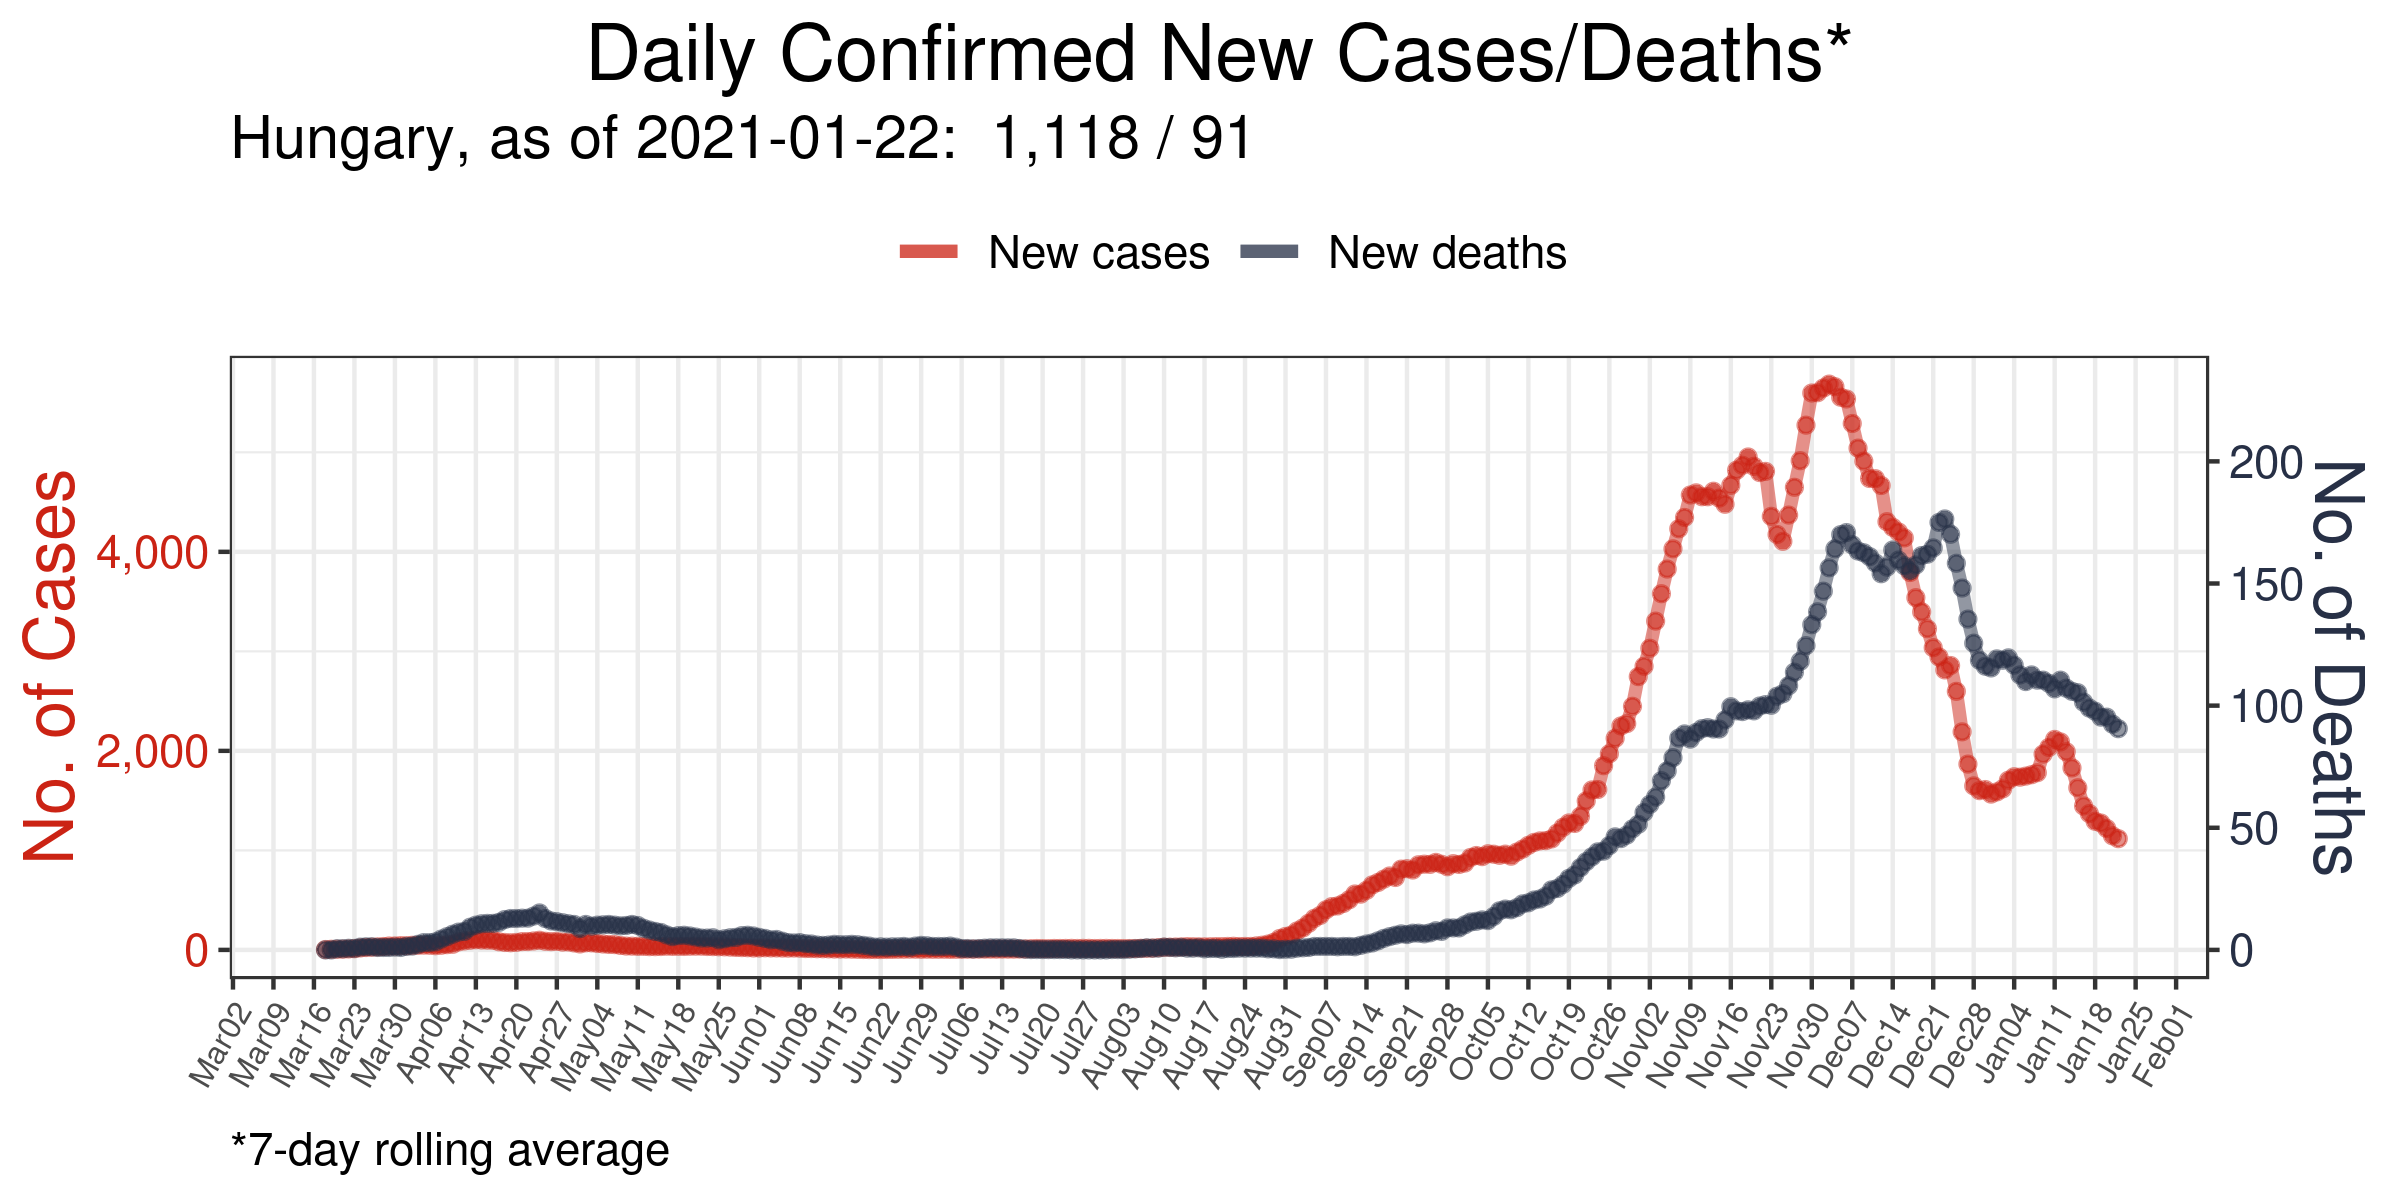 Daily Confirmed New Cases/Deaths*
Hungary, as of 2021-01-22:  1,118 / 91
New cases
New deaths
No. of Cases
4,000
2,000
0
200
150
100
50
0
No. of Deaths
Mar02
Mar09
Mar16
Mar23
Mar30
Apr06
Apr13
Apr20
Apr27
May04
May11
May18
May25
Jun01
Jun08
Jun15
Jun22
Jun29
Jul06
Jul13
Jul20
Jul27
Aug03
Aug10
Aug17
Aug24
Aug31
Sep07
Sep14
Sep21
Sep28
Oct05
Oct12
Oct19
Oct26
Nov02
Nov09
Nov16
Nov23
Nov30
Dec07
Dec14
Dec21
Dec28
Jan04
Jan11
Jan18
Jan25
Feb01
*7-day rolling average